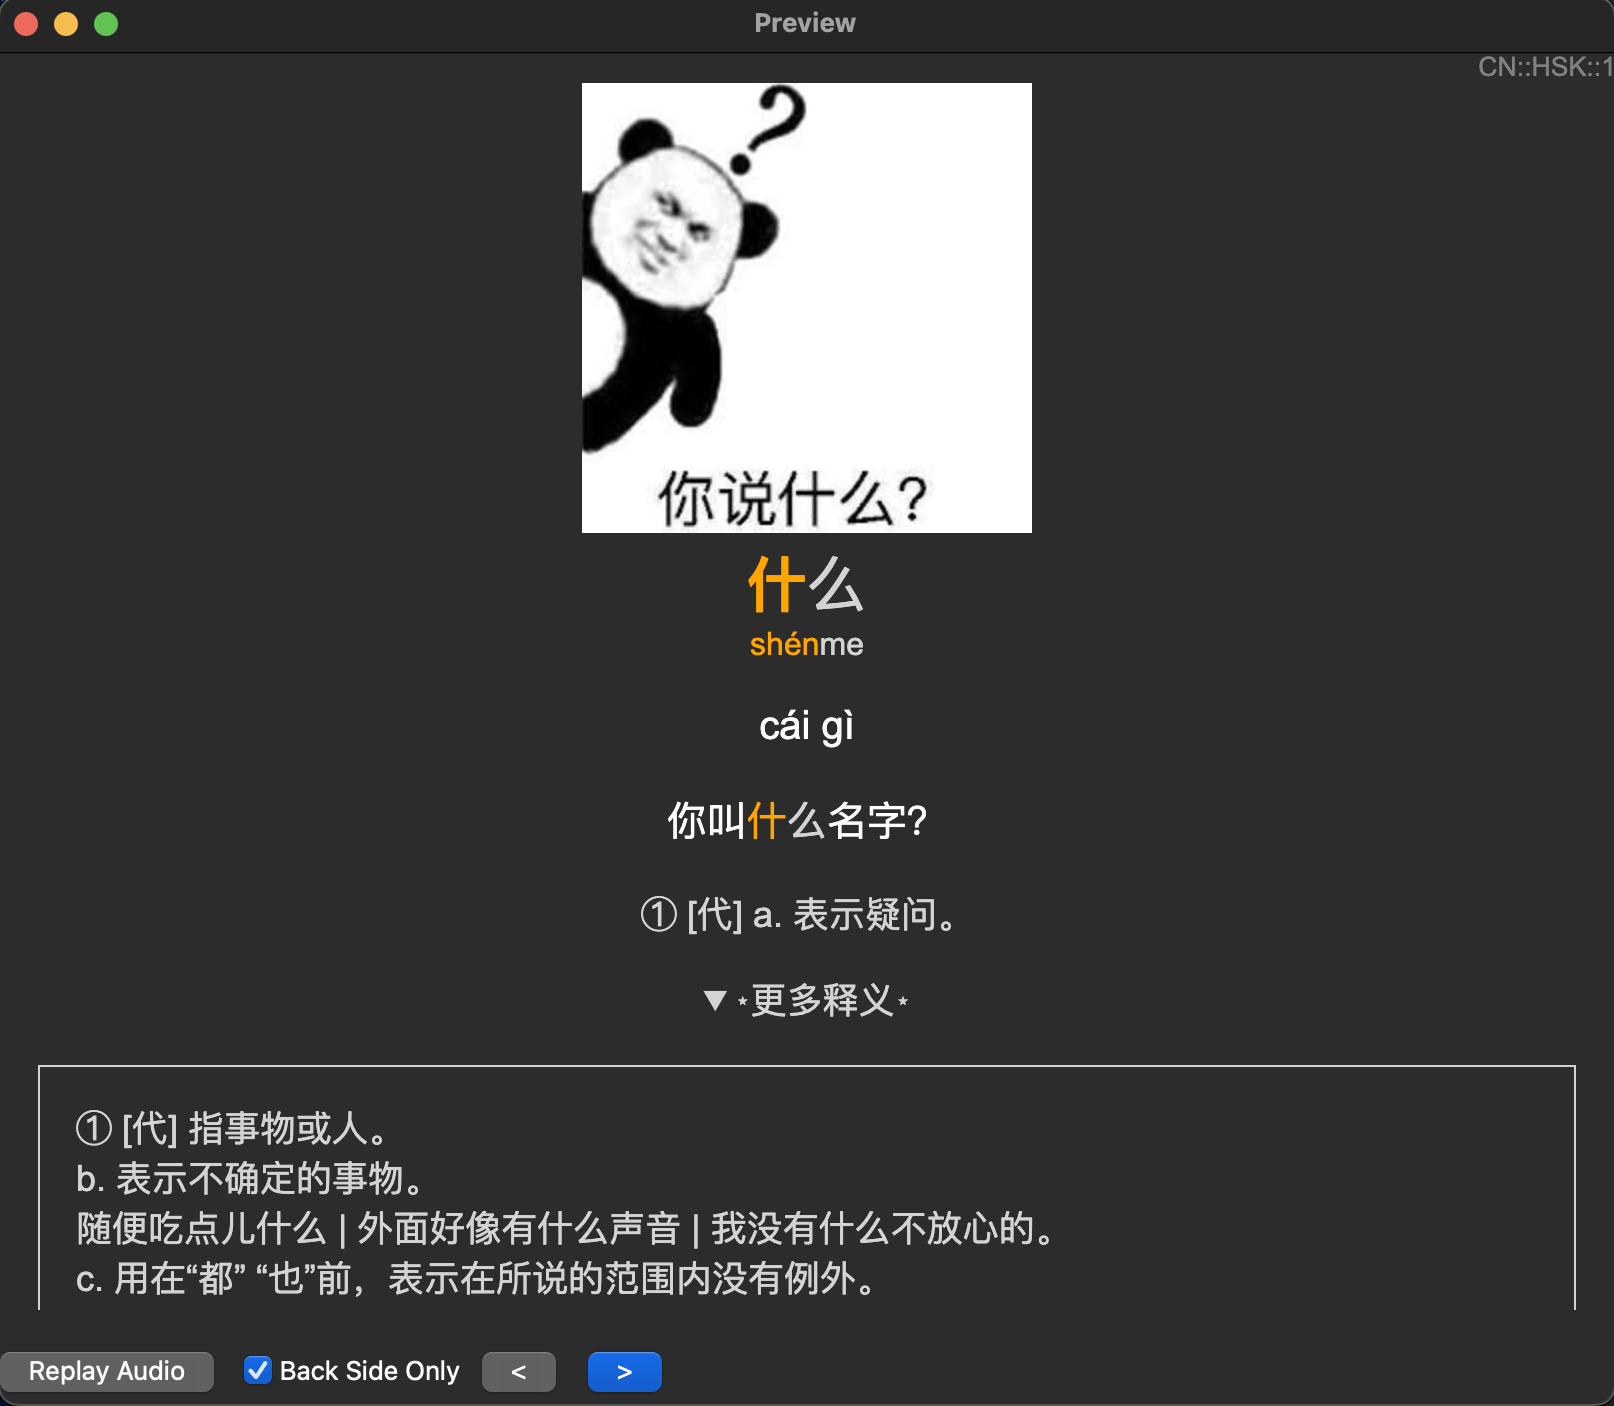 Preview
CN::HSK::1
?
你说什么?
什么
shénme
cái gì
你叫什么名字?
① [代] a. 表示疑问。
▼ ⋆更多释义⋆
① [代] 指事物或人。
b. 表示不确定的事物。
随便吃点儿什么 | 外面好像有什么声音 | 我没有什么不放心的。
c. 用在“都” “也”前，表示在所说的范围内没有例外。
Replay Audio
Back Side Only
<
>